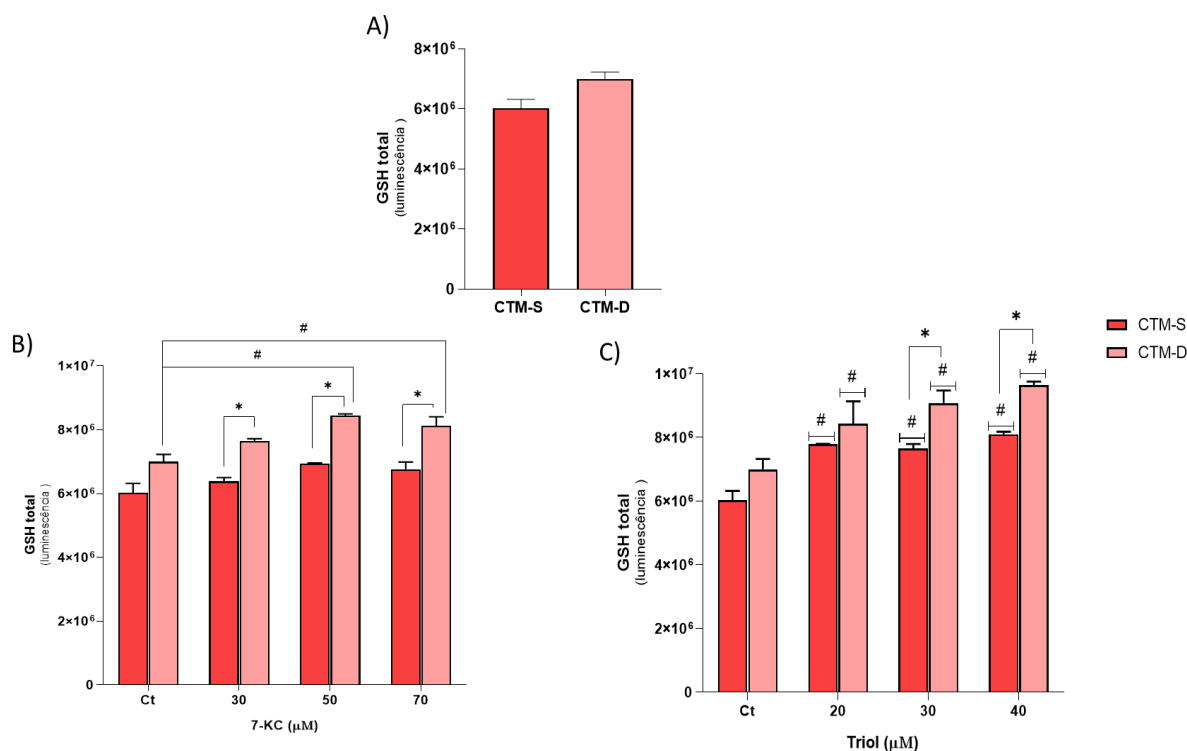 A)
8×10⁶
6×10⁶
4×10⁶
2×10⁶
0
GSH total
(luminescência )
CTM-S CTM-D
B)
#
#
* * *
1×10⁷
8×10⁶
6×10⁶
4×10⁶
2×10⁶
0
GSH total
(luminescência )
Ct 30 50 70
7-KC (µM)
C)
* *
# # # # # #
1×10⁷
8×10⁶
6×10⁶
4×10⁶
2×10⁶
0
GSH total
(luminescência )
Ct 20 30 40
Triol (µM)
CTM-S
CTM-D